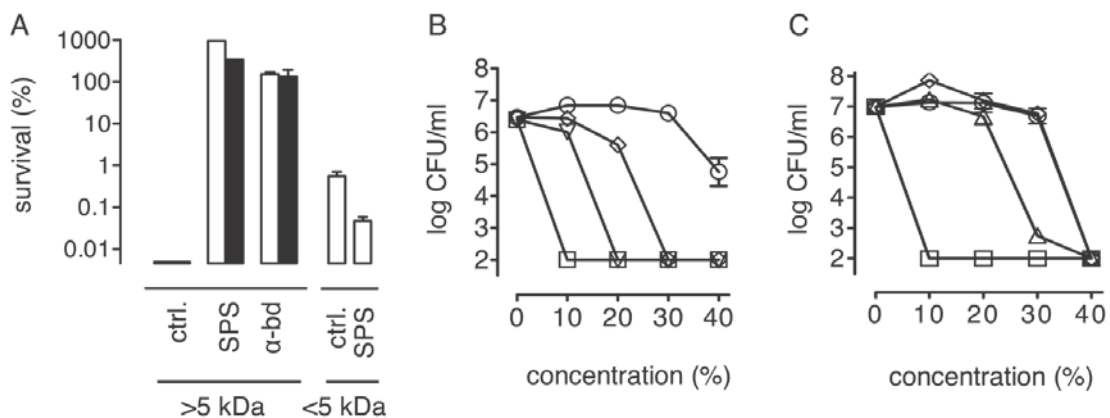 A
survival (%)
1000
100
10
1
0.1
0.01
ctrl.
SPS
α-bd
ctrl.
SPS
>5 kDa
<5 kDa
B
log CFU/ml
8
7
6
5
4
3
2
0 10 20 30 40
concentration (%)
C
log CFU/ml
8
7
6
5
4
3
2
0 10 20 30 40
concentration (%)